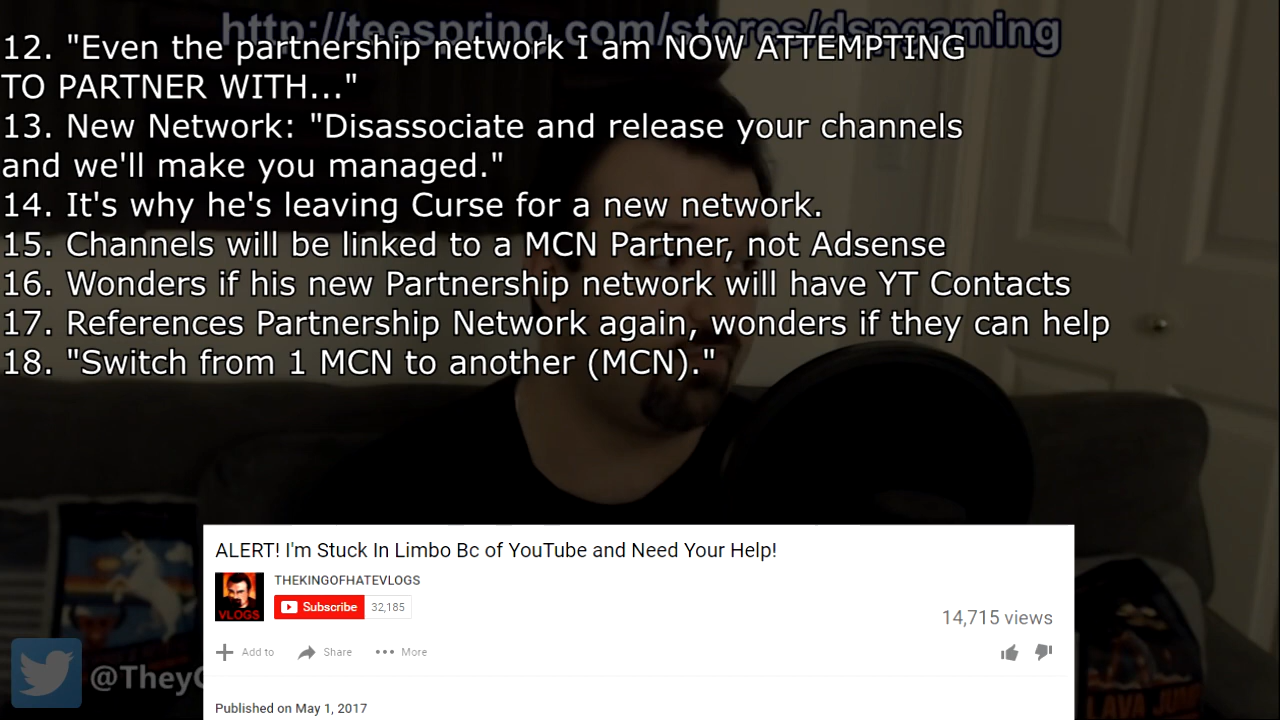 http://teespring.com/stores/dspgaming
12. "Even the partnership network I am NOW ATTEMPTING
TO PARTNER WITH..."
13. New Network: "Disassociate and release your channels
and we'll make you managed."
14. It's why he's leaving Curse for a new network.
15. Channels will be linked to a MCN Partner, not Adsense
16. Wonders if his new Partnership network will have YT Contacts
17. References Partnership Network again, wonders if they can help
18. "Switch from 1 MCN to another (MCN)."
ALERT! I'm Stuck In Limbo Bc of YouTube and Need Your Help!
THEKINGOFHATEVLOGS
VLOGS
Subscribe 32,185
14,715 views
Add to Share More
Published on May 1, 2017
LAVA